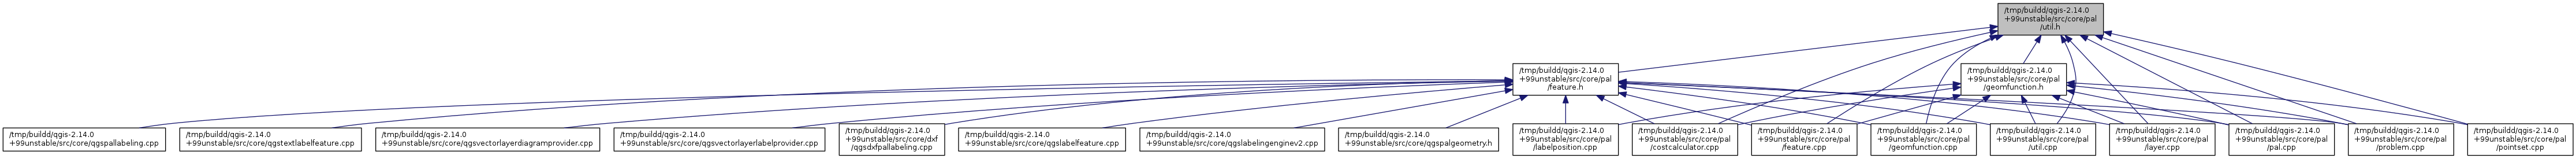 /tmp/buildd/qgis-2.14.0
+99unstable/src/core/pal
/util.h
/tmp/buildd/qgis-2.14.0
+99unstable/src/core/pal
/feature.h
/tmp/buildd/qgis-2.14.0
+99unstable/src/core/pal
/geomfunction.h
/tmp/buildd/qgis-2.14.0
+99unstable/src/core/qgspallabeling.cpp
/tmp/buildd/qgis-2.14.0
+99unstable/src/core/qgstextlabelfeature.cpp
/tmp/buildd/qgis-2.14.0
+99unstable/src/core/qgsvectorlayerdiagramprovider.cpp
/tmp/buildd/qgis-2.14.0
+99unstable/src/core/qgsvectorlayerlabelprovider.cpp
/tmp/buildd/qgis-2.14.0
+99unstable/src/core/dxf
/qgsdxfpallabeling.cpp
/tmp/buildd/qgis-2.14.0
+99unstable/src/core/qgslabelfeature.cpp
/tmp/buildd/qgis-2.14.0
+99unstable/src/core/qgslabelingenginev2.cpp
/tmp/buildd/qgis-2.14.0
+99unstable/src/core/qgspalgeometry.h
/tmp/buildd/qgis-2.14.0
+99unstable/src/core/pal
/labelposition.cpp
/tmp/buildd/qgis-2.14.0
+99unstable/src/core/pal
/costcalculator.cpp
/tmp/buildd/qgis-2.14.0
+99unstable/src/core/pal
/feature.cpp
/tmp/buildd/qgis-2.14.0
+99unstable/src/core/pal
/geomfunction.cpp
/tmp/buildd/qgis-2.14.0
+99unstable/src/core/pal
/util.cpp
/tmp/buildd/qgis-2.14.0
+99unstable/src/core/pal
/layer.cpp
/tmp/buildd/qgis-2.14.0
+99unstable/src/core/pal
/pal.cpp
/tmp/buildd/qgis-2.14.0
+99unstable/src/core/pal
/problem.cpp
/tmp/buildd/qgis-2.14.0
+99unstable/src/core/pal
/pointset.cpp